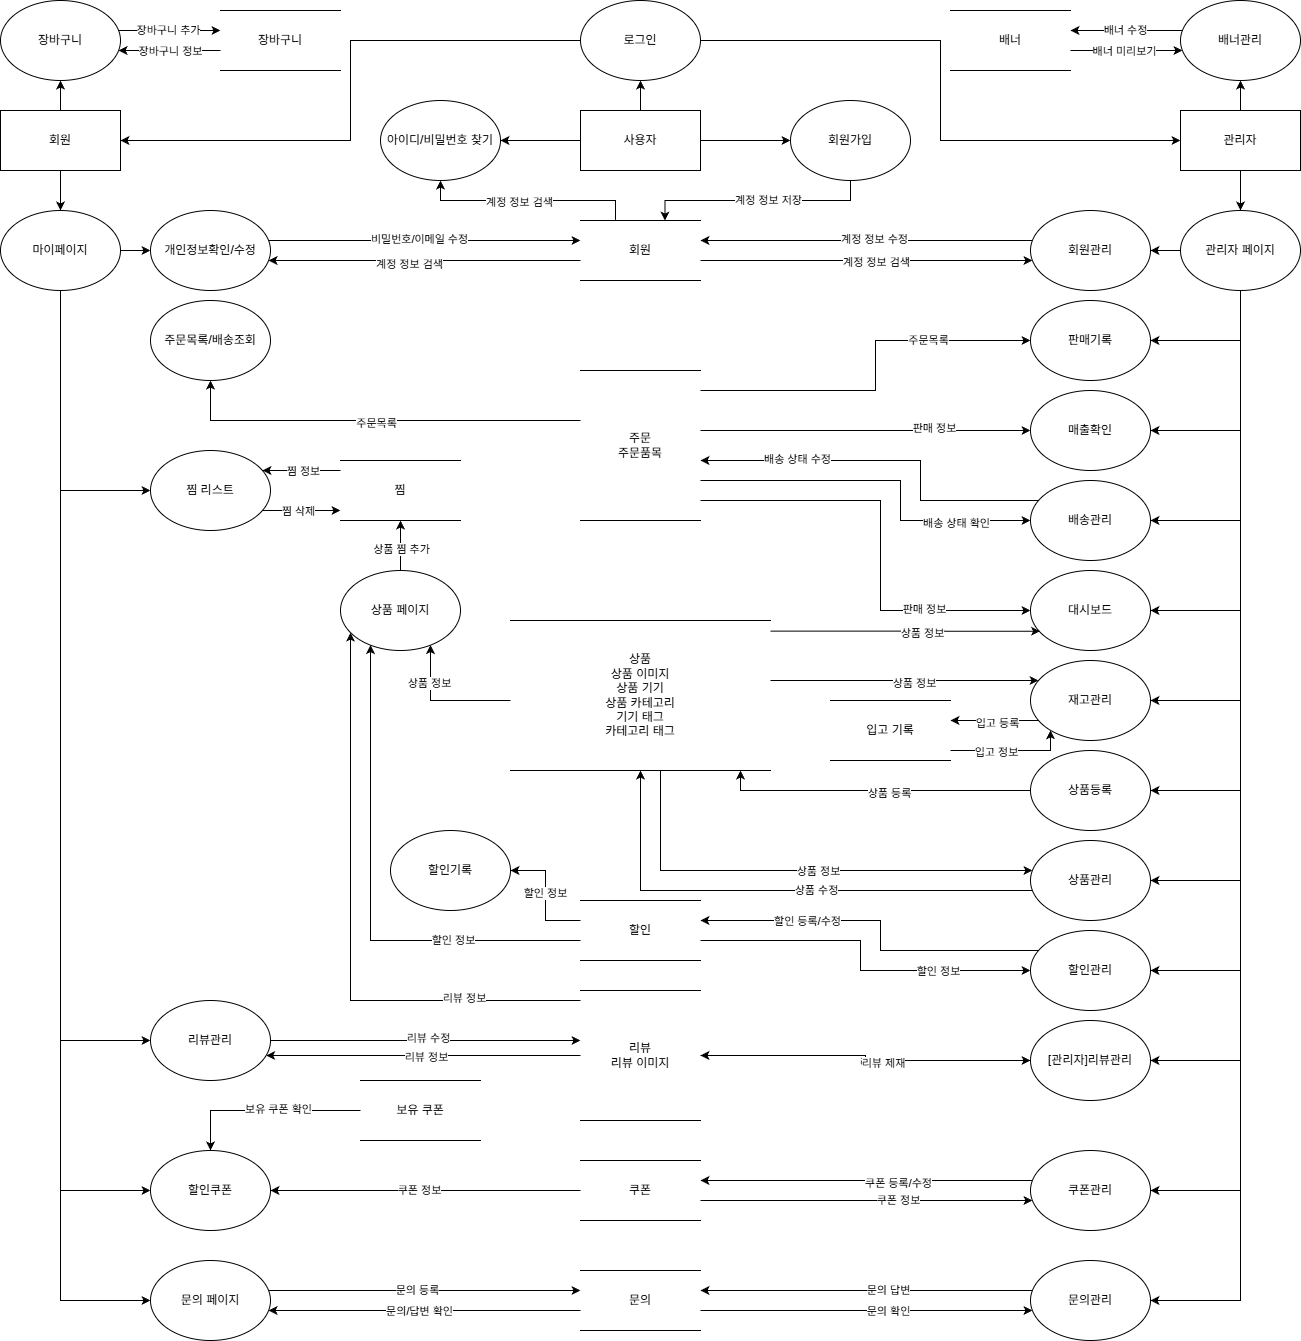 장바구니
장바구니 추가
장바구니 정보
장바구니
로그인
배너
배너 수정
배너 미리보기
배너관리
회원
아이디/비밀번호 찾기
사용자
회원가입
관리자
계정 정보 검색
계정 정보 저장
마이페이지
개인정보확인/수정
비밀번호/이메일 수정
계정 정보 검색
회원
계정 정보 수정
계정 정보 검색
회원관리
관리자 페이지
주문목록/배송조회
주문목록
판매기록
주문목록
주문
주문품목
판매 정보
매출확인
찜 리스트
찜 정보
찜 삭제
찜
배송 상태 수정
배송 상태 확인
배송관리
상품 찜 추가
상품 페이지
판매 정보
상품 정보
대시보드
상품 정보
상품
상품 이미지
상품 기기
상품 카테고리
기기 태그
카테고리 태그
상품 정보
재고관리
입고 기록
입고 등록
입고 정보
상품 등록
상품등록
할인기록
상품 정보
상품 수정
상품관리
할인 정보
할인 정보
할인
할인 등록/수정
할인 정보
할인관리
리뷰 정보
리뷰관리
리뷰 수정
리뷰 정보
리뷰
리뷰 이미지
리뷰 제재
[관리자]리뷰관리
보유 쿠폰 확인
보유 쿠폰
할인쿠폰
쿠폰 정보
쿠폰
쿠폰 등록/수정
쿠폰 정보
쿠폰관리
문의 페이지
문의 등록
문의/답변 확인
문의
문의 답변
문의 확인
문의관리